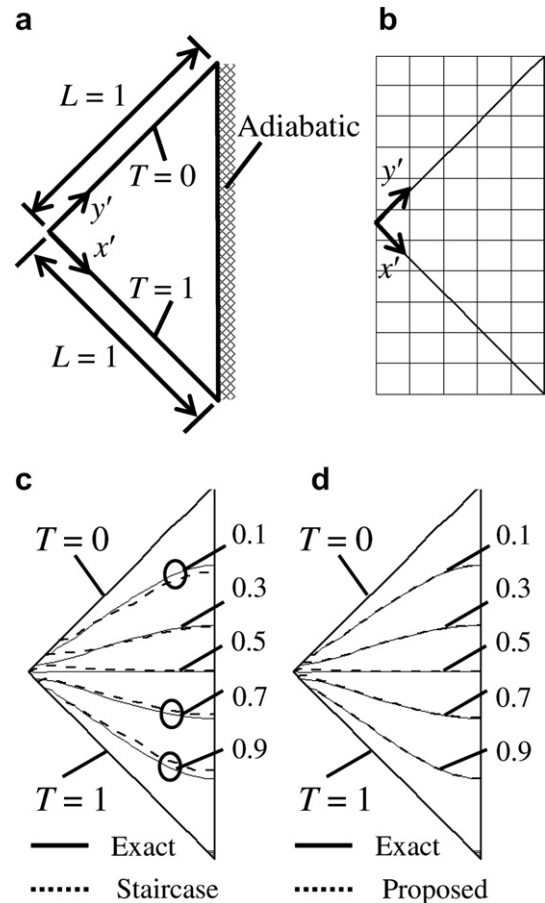 a
L = 1
Adiabatic
T = 0
y'
x'
T = 1
L = 1
b
y'
x'
c
T = 0
0.1
0.3
0.5
0.7
0.9
T = 1
Exact
Staircase
d
T = 0
0.1
0.3
0.5
0.7
0.9
T = 1
Exact
Proposed